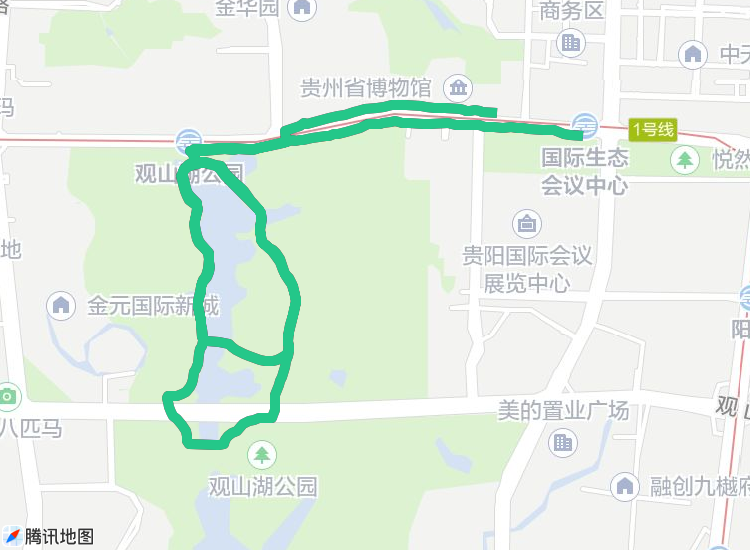 金华园
商务区
中天
贵州省博物馆
玛
1号线
观山湖公园
国际生态
会议中心
悦然
地
贵阳国际会议
展览中心
金元国际新城
阳
八匹马
美的置业广场
观山
观山湖公园
融创九樾府
腾讯地图